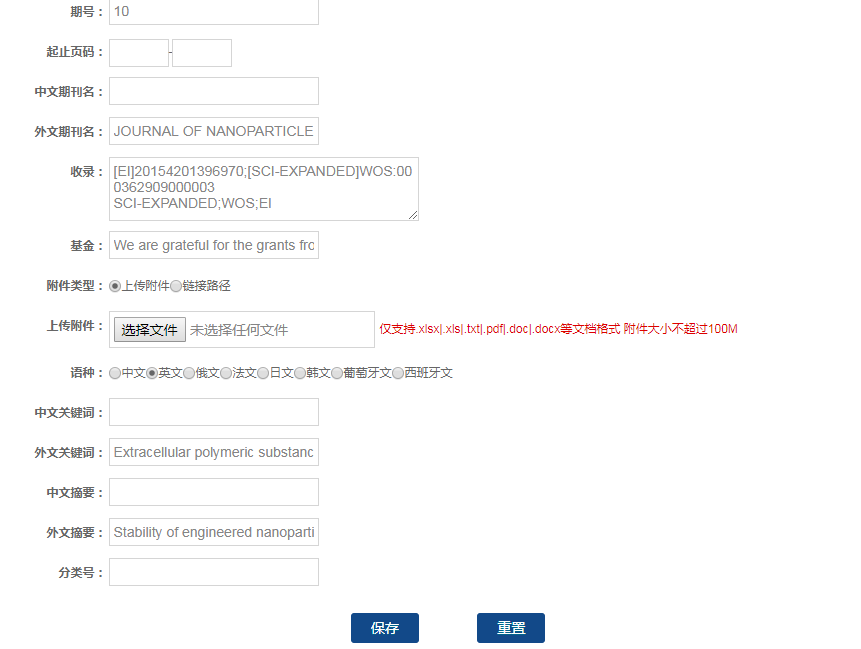 期号： 10
起止页码： -
中文期刊名：
外文期刊名： JOURNAL OF NANOPARTICLE
收录： [EI]20154201396970;[SCI-EXPANDED]WOS:00
0362909000003
SCI-EXPANDED;WOS;EI
基金： We are grateful for the grants frc
附件类型： 上传附件 链接路径
上传附件： 选择文件 未选择任何文件 仅支持.xlsx|.xls|.txt|.pdf|.doc|.docx等文档格式 附件大小不超过100M
语种： 中文 英文 俄文 法文 日文 韩文 葡萄牙文 西班牙文
中文关键词：
外文关键词： Extracellular polymeric substanc
中文摘要：
外文摘要： Stability of engineered nanoparti
分类号：
保存 重置